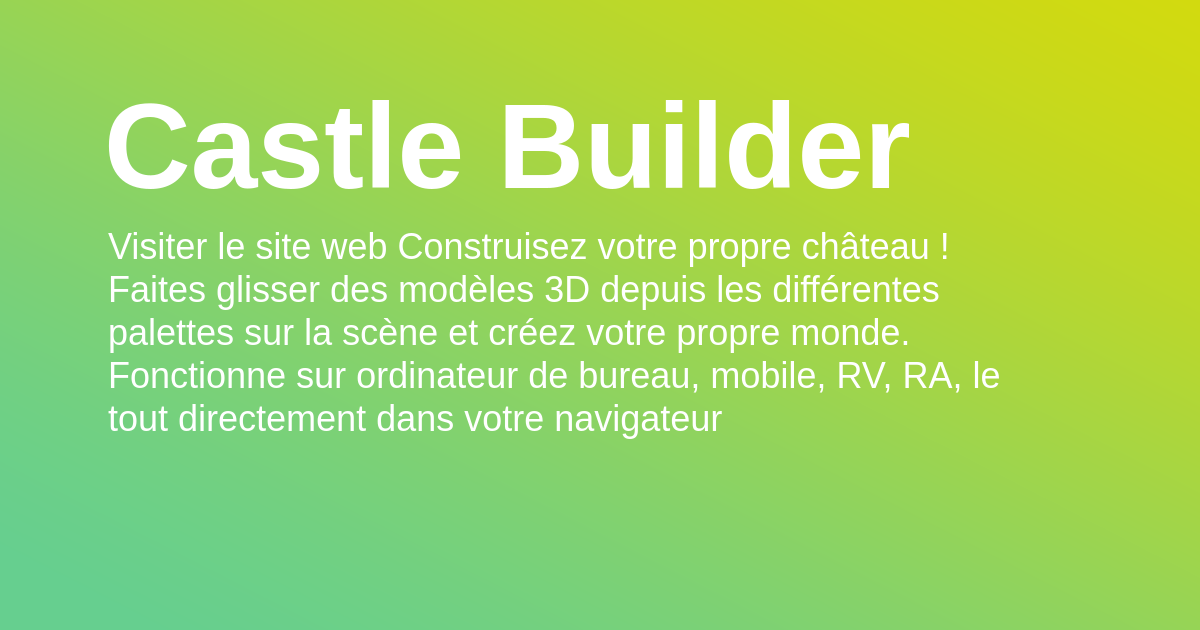 Castle Builder
Visiter le site web Construisez votre propre château !
Faites glisser des modèles 3D depuis les différentes
palettes sur la scène et créez votre propre monde.
Fonctionne sur ordinateur de bureau, mobile, RV, RA, le
tout directement dans votre navigateur